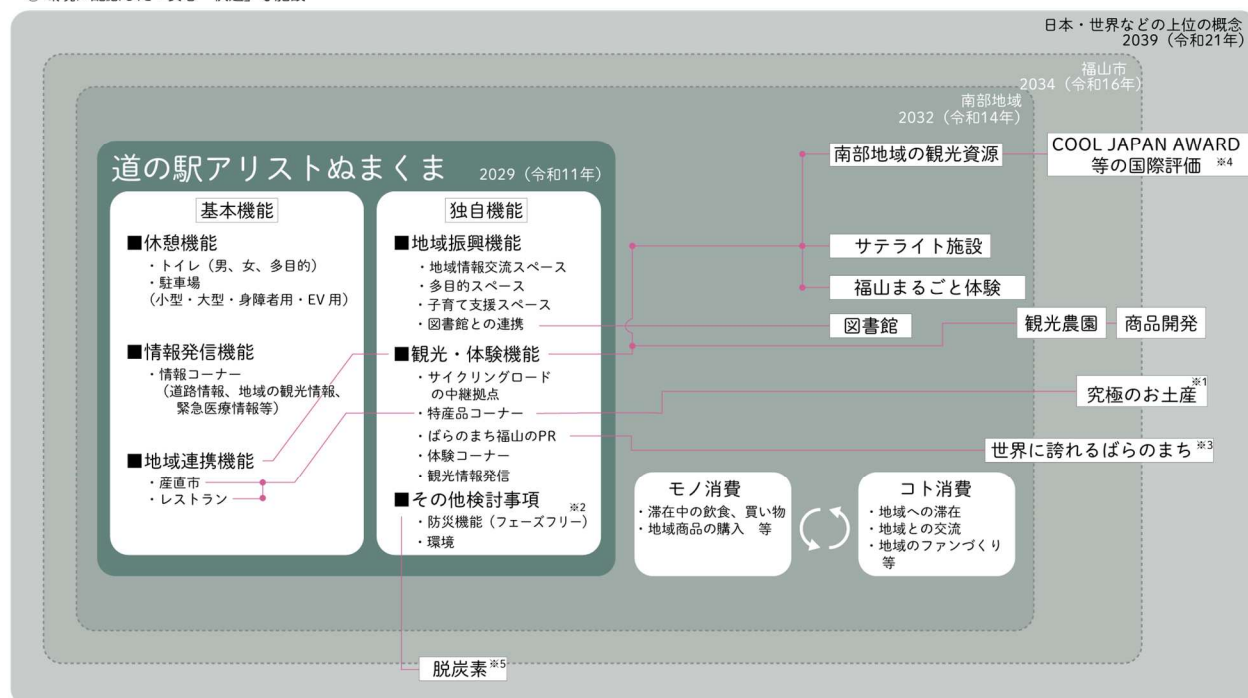 日本・世界などの上位の概念
2039（令和21年）
福山市
2034（令和16年）
南部地域
2032（令和14年）
道の駅アリストぬまくま
2029（令和11年）
基本機能
■休憩機能
・トイレ（男、女、多目的）
・駐車場
（小型・大型・身障者用・EV用）
■情報発信機能
・情報コーナー
（道路情報、地域の観光情報、
緊急医療情報等）
■地域連携機能
・産直市
・レストラン
独自機能
■地域振興機能
・地域情報交流スペース
・多目的スペース
・子育て支援スペース
・図書館との連携
■観光・体験機能
・サイクリングロード
の中継拠点
・特産品コーナー
・ばらのまち福山のPR
・体験コーナー
・観光情報発信
■その他検討事項
※2
・防災機能（フェーズフリー）
・環境
南部地域の観光資源
COOL JAPAN AWARD
等の国際評価 ※4
サテライト施設
福山まるごと体験
図書館
観光農園
商品開発
究極のお土産※1
世界に誇れるばらのまち※3
モノ消費
・滞在中の飲食、買い物
・地域商品の購入　等
コト消費
・地域への滞在
・地域との交流
・地域のファンづくり
等
脱炭素※5